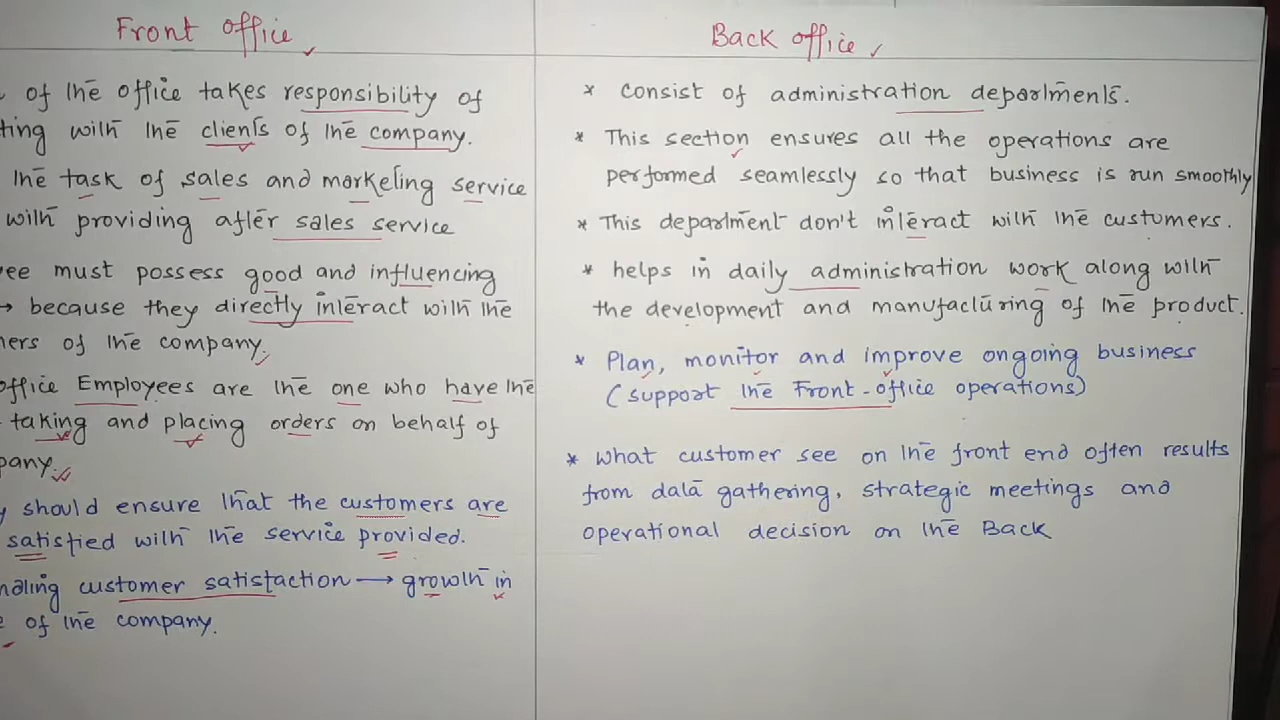 Front office
of the office takes responsibility of
ting with the clients of the company.
the task of sales and marketing service
with providing after sales service
ee must possess good and influencing
→ because they directly interact with the
ers of the company.
office Employees are the one who have the
taking and placing orders on behalf of
pany.
y should ensure that the customers are
satisfied with the service provided.
ndling customer satisfaction → growth in
e of the company.
Back office
* consist of administration departments.
* This section ensures all the operations are
performed seamlessly so that business is run smoothly
* This department don't interact with the customers.
* helps in daily administration work along with
the development and manufacturing of the product.
* Plan, monitor and improve ongoing business
(support the Front-office operations)
* what customer see on the front end often results
from data gathering, strategic meetings and
operational decision on the Back